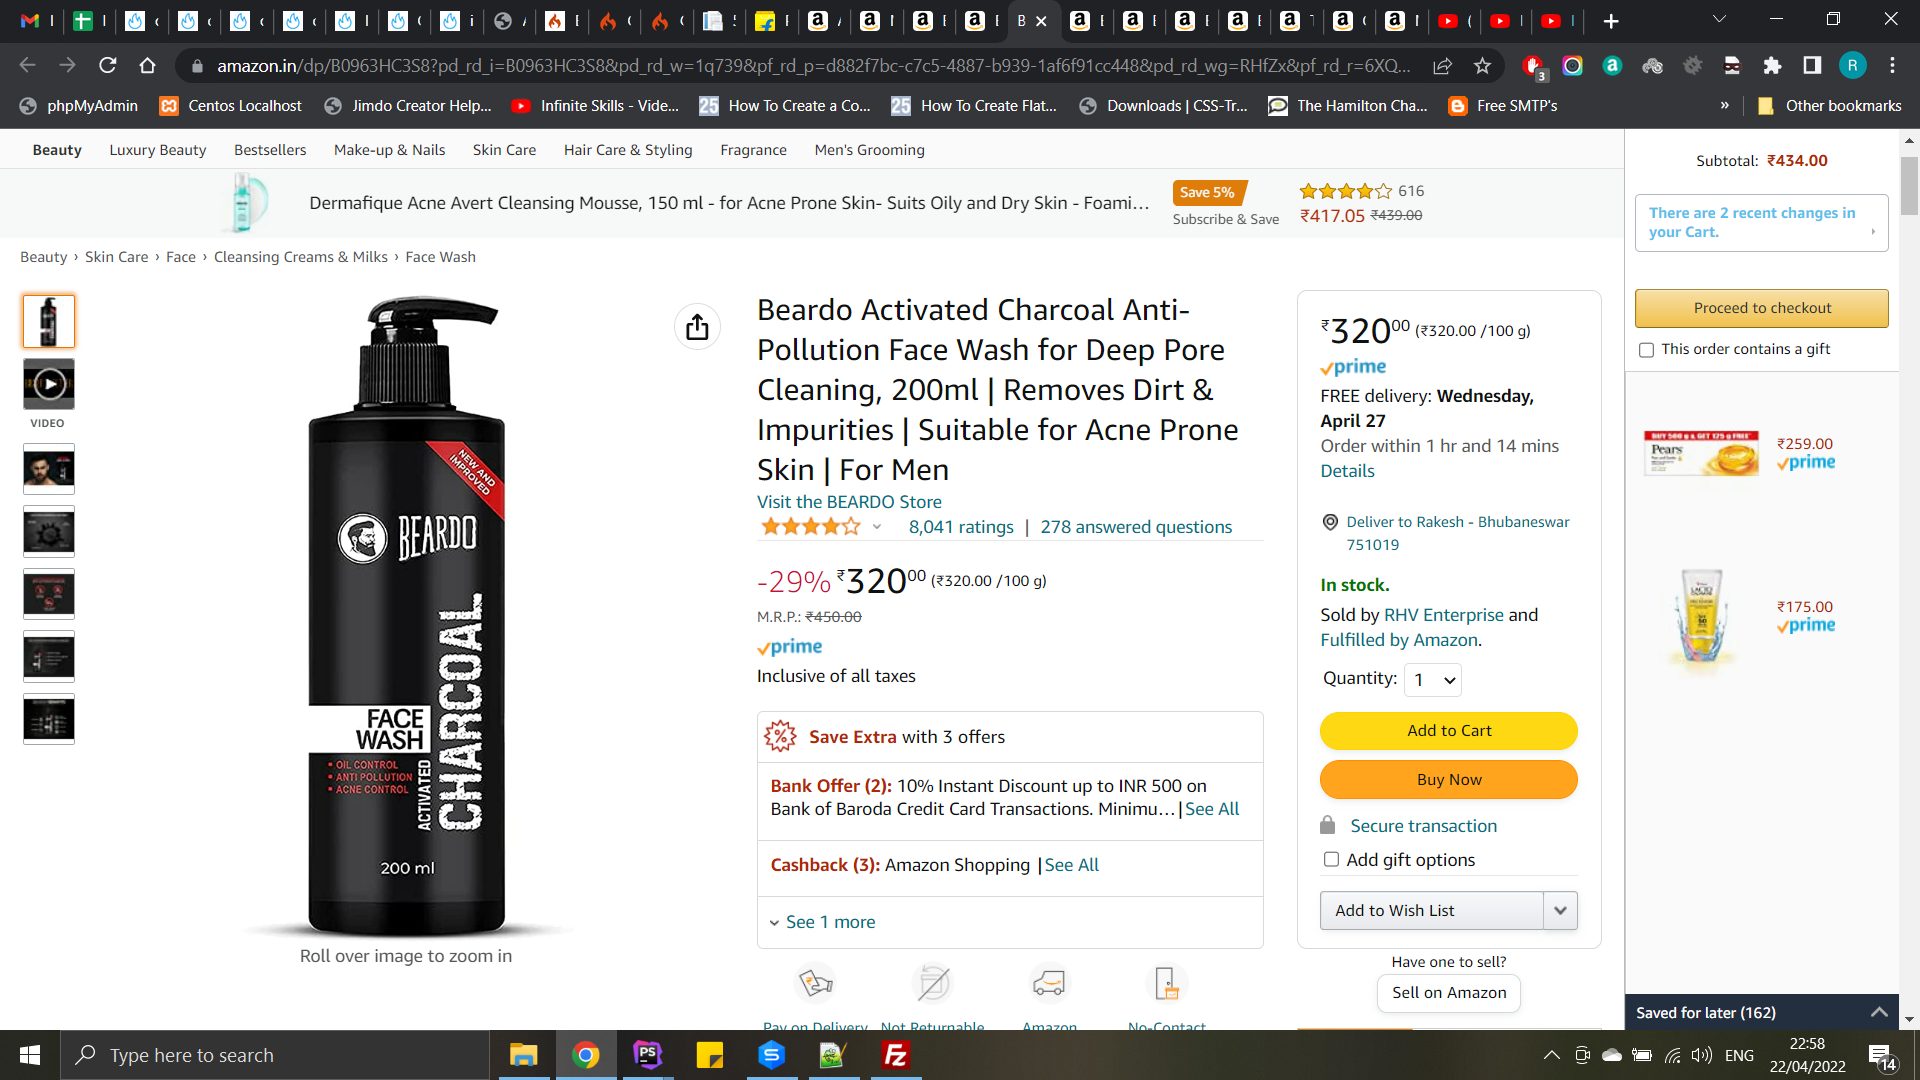 amazon.in/dp/B0963HC3S8?pd_rd_i=B0963HC3S8&pd_rd_w=1q739&pf_rd_p=d882f7bc-c7c5-4887-b939-1af6f91cc448&pd_rd_wg=RHfZx&pf_rd_r=6XQ...
3
R
phpMyAdmin
Centos Localhost
Jimdo Creator Help...
Infinite Skills - Vide...
How To Create a Co...
How To Create Flat...
Downloads | CSS-Tr...
The Hamilton Cha...
Free SMTP's
»
Other bookmarks
Beauty
Luxury Beauty
Bestsellers
Make-up & Nails
Skin Care
Hair Care & Styling
Fragrance
Men's Grooming
Dermafique Acne Avert Cleansing Mousse, 150 ml - for Acne Prone Skin- Suits Oily and Dry Skin - Foami...
Save 5%
Subscribe & Save
616
₹417.05 ₹439.00
Beauty › Skin Care › Face › Cleansing Creams & Milks › Face Wash
VIDEO
NEW AND
IMPROVED
BEARDO
FACE
WASH
ACTIVATED
CHARCOAL
OIL CONTROL
ANTI POLLUTION
ACNE CONTROL
200 ml
Roll over image to zoom in
Beardo Activated Charcoal Anti-
Pollution Face Wash for Deep Pore
Cleaning, 200ml | Removes Dirt &
Impurities | Suitable for Acne Prone
Skin | For Men
Visit the BEARDO Store
8,041 ratings | 278 answered questions
-29% ₹320.00 (₹320.00 /100 g)
M.R.P.: ₹450.00
prime
Inclusive of all taxes
Save Extra with 3 offers
Bank Offer (2): 10% Instant Discount up to INR 500 on
Bank of Baroda Credit Card Transactions. Minimu... | See All
Cashback (3): Amazon Shopping | See All
See 1 more
Pay on Delivery
Not Returnable
Amazon
No-Contact
₹320.00 (₹320.00 /100 g)
prime
FREE delivery: Wednesday,
April 27
Order within 1 hr and 14 mins
Details
Deliver to Rakesh - Bhubaneswar
751019
In stock.
Sold by RHV Enterprise and
Fulfilled by Amazon.
Quantity: 1
Add to Cart
Buy Now
Secure transaction
Add gift options
Add to Wish List
Have one to sell?
Sell on Amazon
Subtotal: ₹434.00
There are 2 recent changes in
your Cart.
Proceed to checkout
This order contains a gift
BUY 500 g & GET 125 g FREE
Pears
₹259.00
prime
₹175.00
prime
Saved for later (162)
Type here to search
ENG
22:58
22/04/2022
14